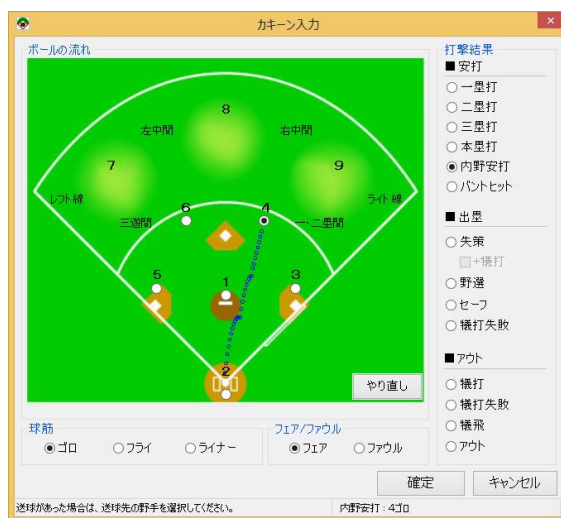 カキーン入力
×
ボールの流れ
8
左中間
右中間
7
9
レフト線
ライト線
6
4
三遊間
一・二塁間
5
1
3
2
やり直し
打撃結果
■安打
一塁打
二塁打
三塁打
本塁打
内野安打
バントヒット
■出塁
失策
+犠打
野選
セーフ
犠打失敗
■アウト
犠打
犠打失敗
犠飛
アウト
球筋
ゴロ
フライ
ライナー
フェア/ファウル
フェア
ファウル
確定
キャンセル
送球があった場合は、送球先の野手を選択してください。
内野安打:4ゴロ